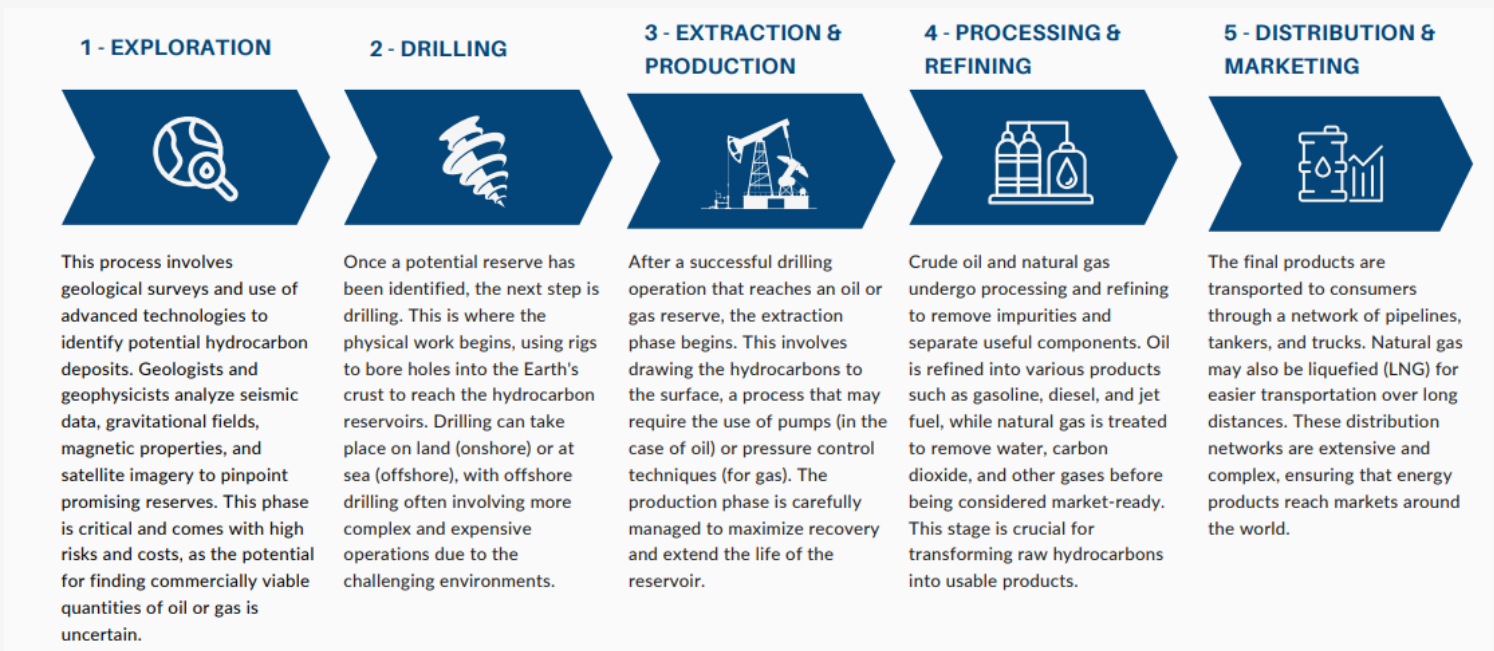 1 - EXPLORATION
This process involves
geological surveys and use of
advanced technologies to
identify potential hydrocarbon
deposits. Geologists and
geophysicists analyze seismic
data, gravitational fields,
magnetic properties, and
satellite imagery to pinpoint
promising reserves. This phase
is critical and comes with high
risks and costs, as the potential
for finding commercially viable
quantities of oil or gas is
uncertain.
2 - DRILLING
Once a potential reserve has
been identified, the next step is
drilling. This is where the
physical work begins, using rigs
to bore holes into the Earth's
crust to reach the hydrocarbon
reservoirs. Drilling can take
place on land (onshore) or at
sea (offshore), with offshore
drilling often involving more
complex and expensive
operations due to the
challenging environments.
3 - EXTRACTION &
PRODUCTION
After a successful drilling
operation that reaches an oil or
gas reserve, the extraction
phase begins. This involves
drawing the hydrocarbons to
the surface, a process that may
require the use of pumps (in the
case of oil) or pressure control
techniques (for gas). The
production phase is carefully
managed to maximize recovery
and extend the life of the
reservoir.
4 - PROCESSING &
REFINING
Crude oil and natural gas
undergo processing and refining
to remove impurities and
separate useful components. Oil
is refined into various products
such as gasoline, diesel, and jet
fuel, while natural gas is treated
to remove water, carbon
dioxide, and other gases before
being considered market-ready.
This stage is crucial for
transforming raw hydrocarbons
into usable products.
5 - DISTRIBUTION &
MARKETING
The final products are
transported to consumers
through a network of pipelines,
tankers, and trucks. Natural gas
may also be liquefied (LNG) for
easier transportation over long
distances. These distribution
networks are extensive and
complex, ensuring that energy
products reach markets around
the world.